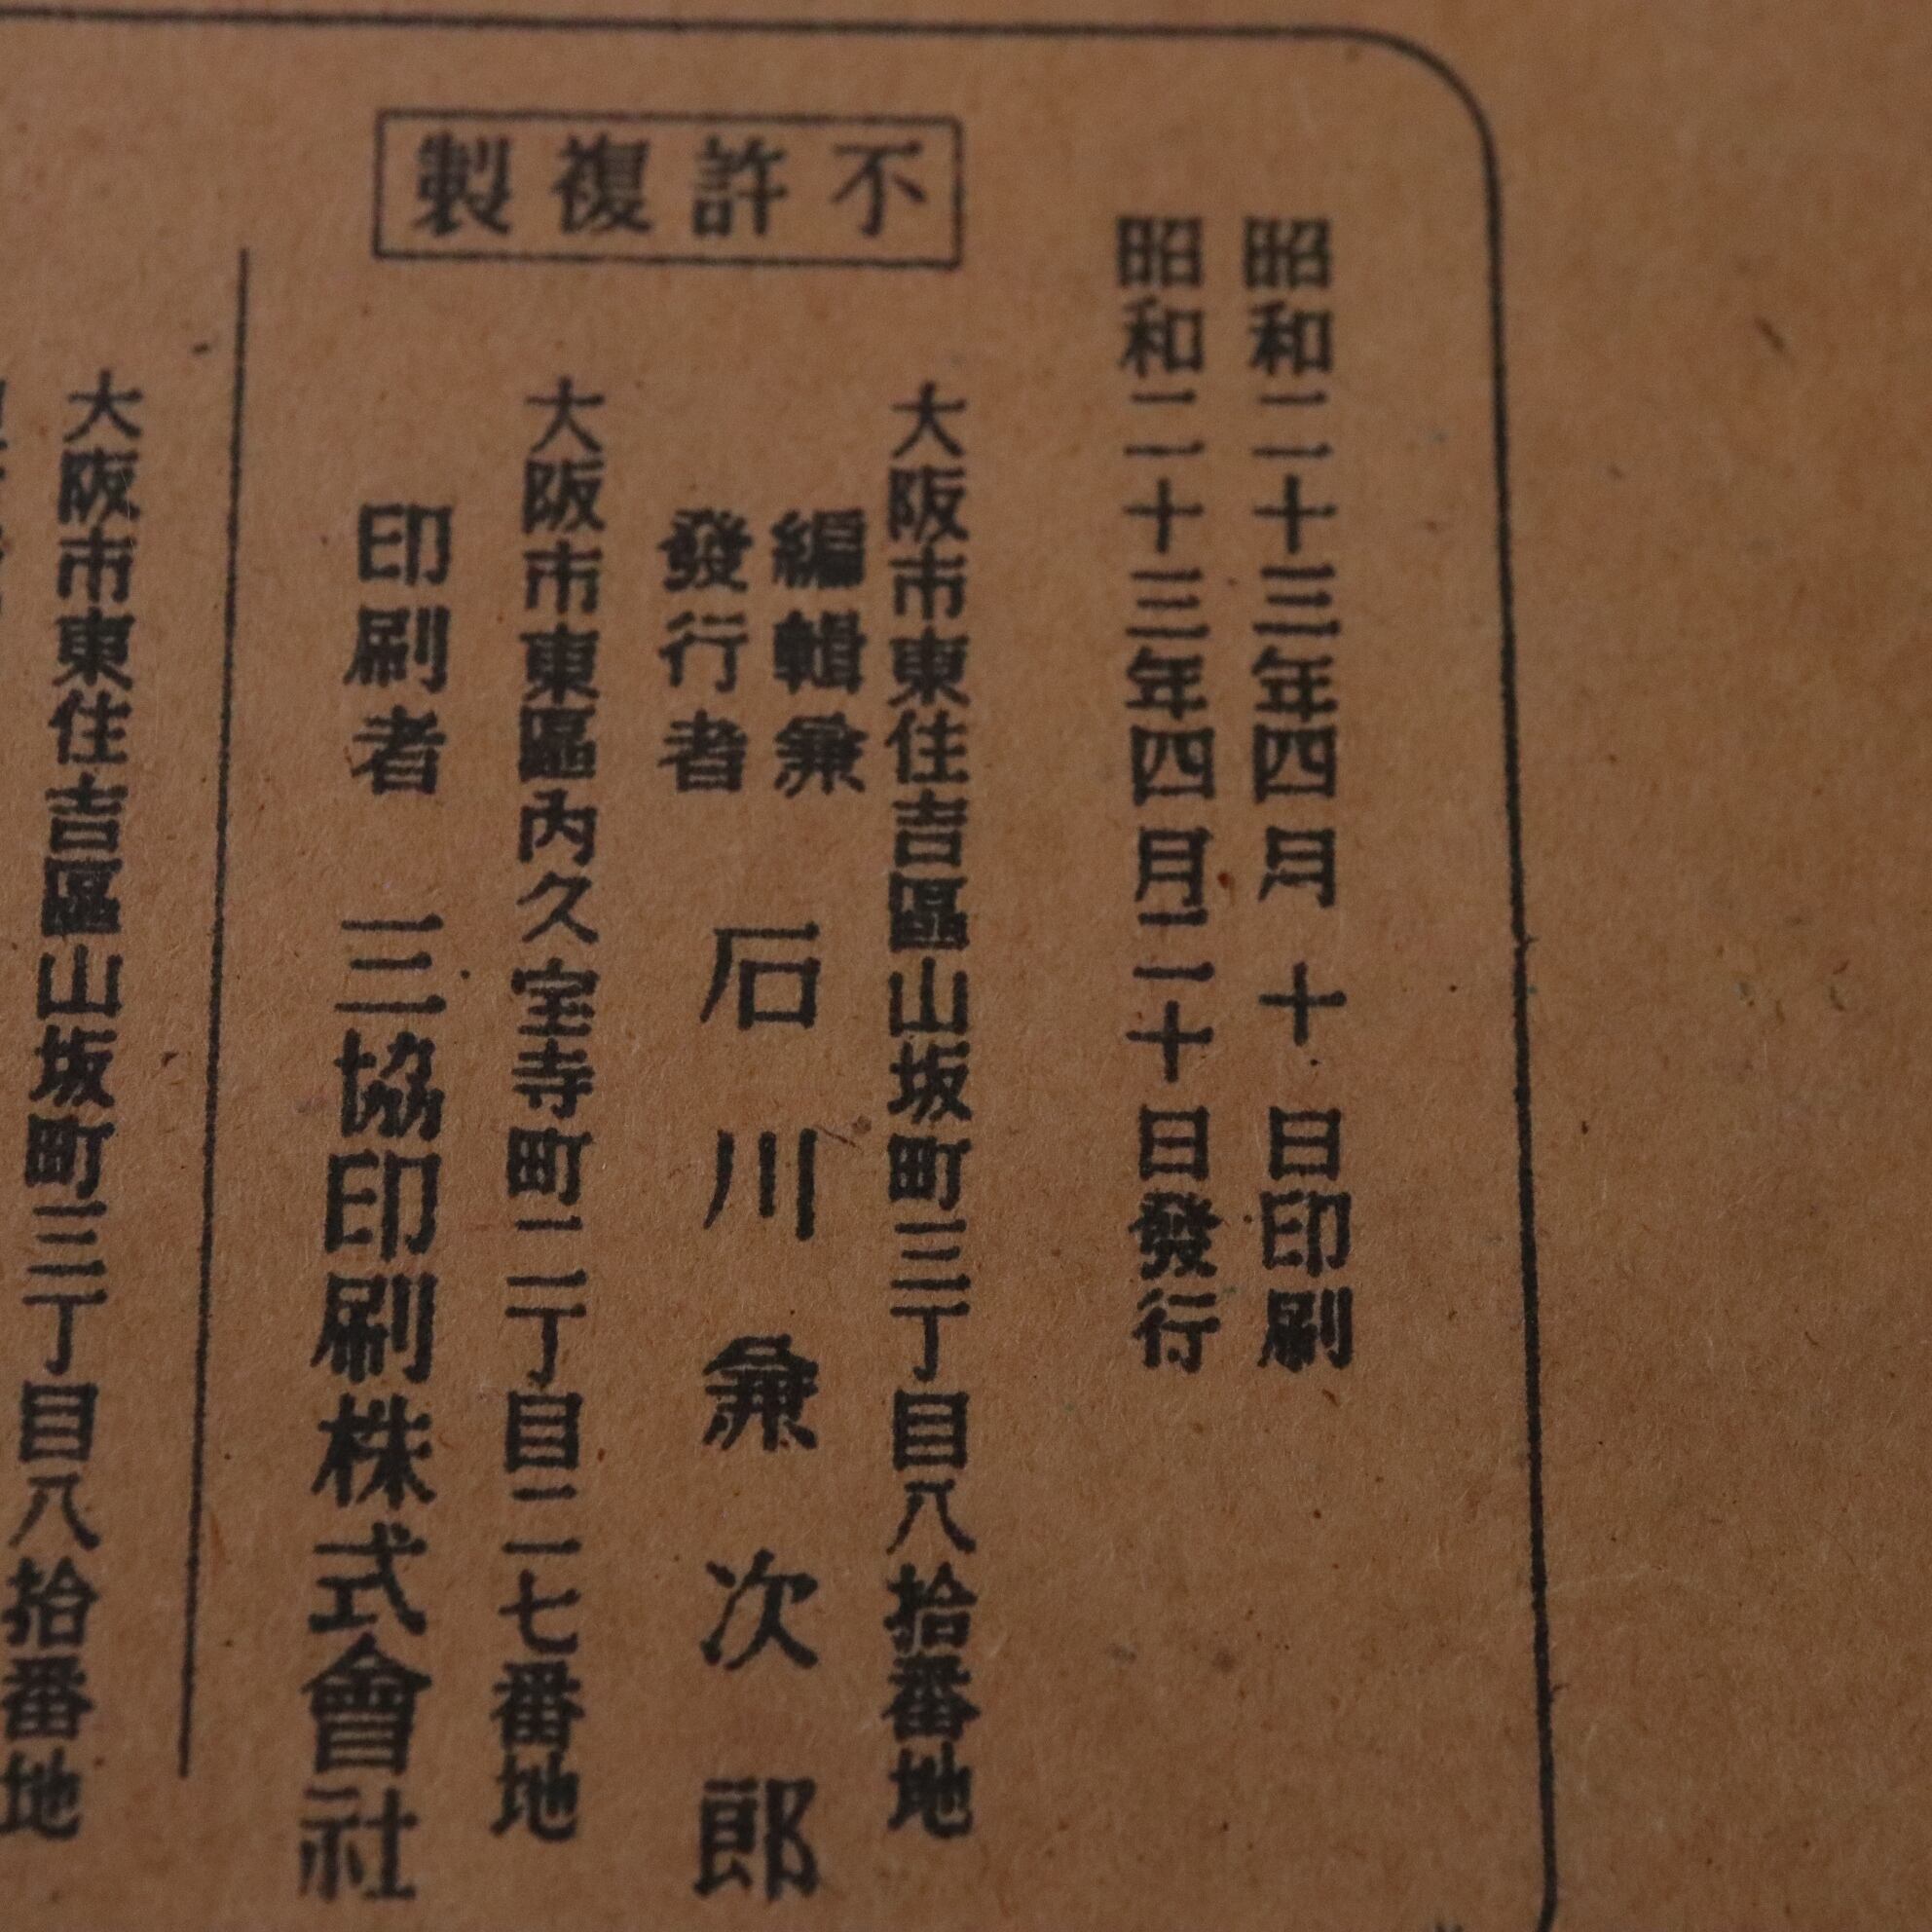 昭和二十三年四月十日印刷
昭和二十三年四月二十日發行
不許複製
大阪市東住吉區山坂町三丁目八拾番地
編輯兼
發行者
石川兼次郎
大阪市東區內久宝寺町二丁目二一七番地
印刷者 三協印刷株式會社
大阪市東住吉區山坂町三丁目八拾番地